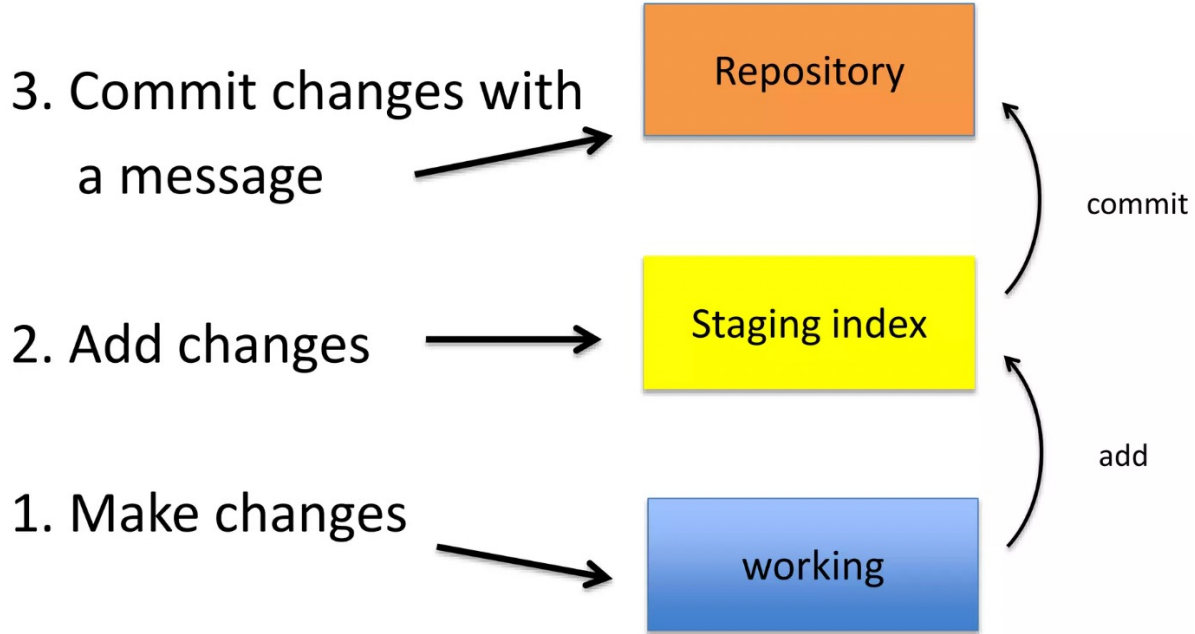 3. Commit changes with
a message
Repository
commit
2. Add changes
Staging index
add
1. Make changes
working